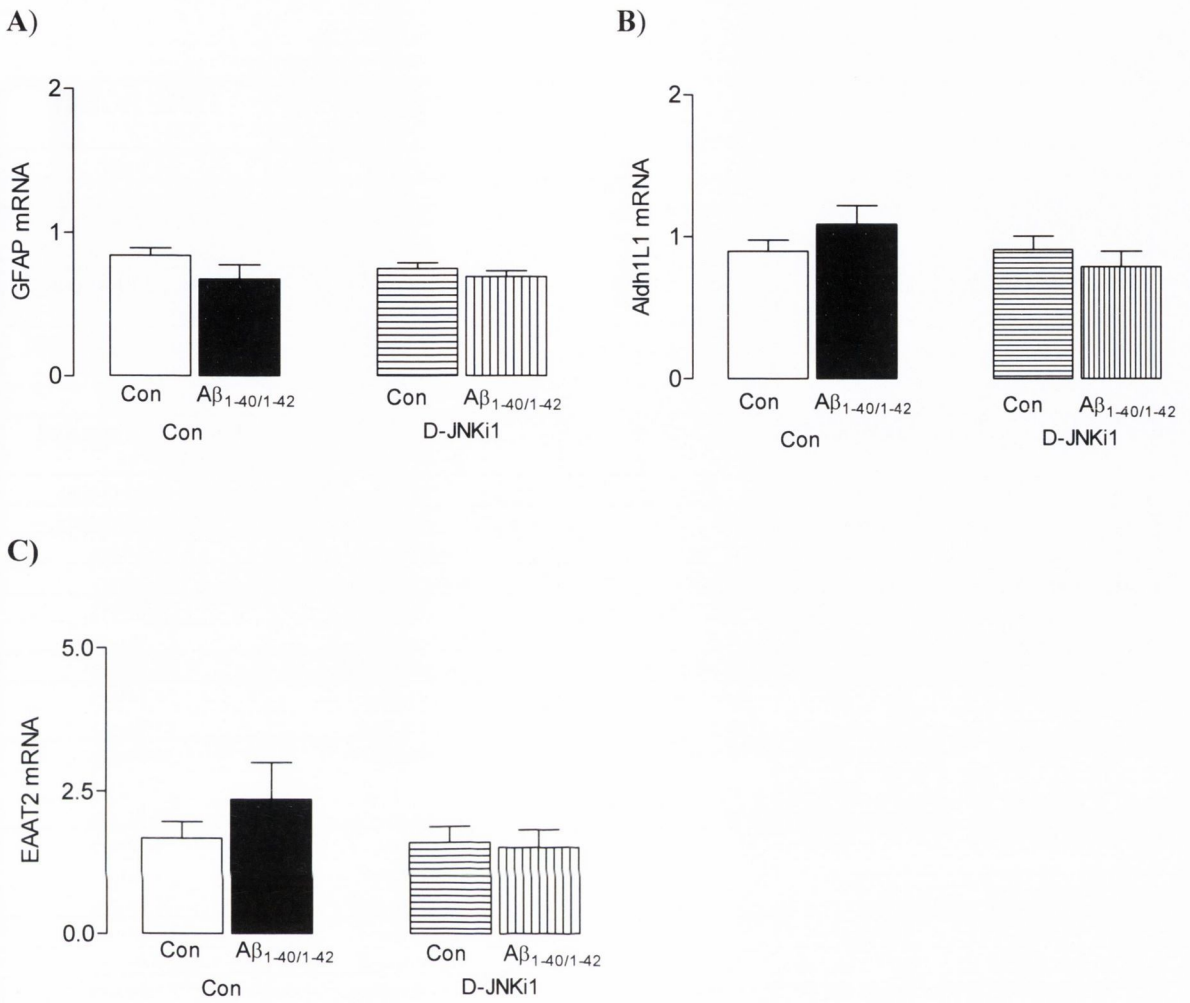 A)
2
1
0
GFAP mRNA
Con Aβ1-40/1-42 Con Aβ1-40/1-42
Con D-JNKi1
B)
2
1
0
Aldh1L1 mRNA
Con Aβ1-40/1-42 Con Aβ1-40/1-42
Con D-JNKi1
C)
5.0
2.5
0.0
EAAT2 mRNA
Con Aβ1-40/1-42 Con Aβ1-40/1-42
Con D-JNKi1